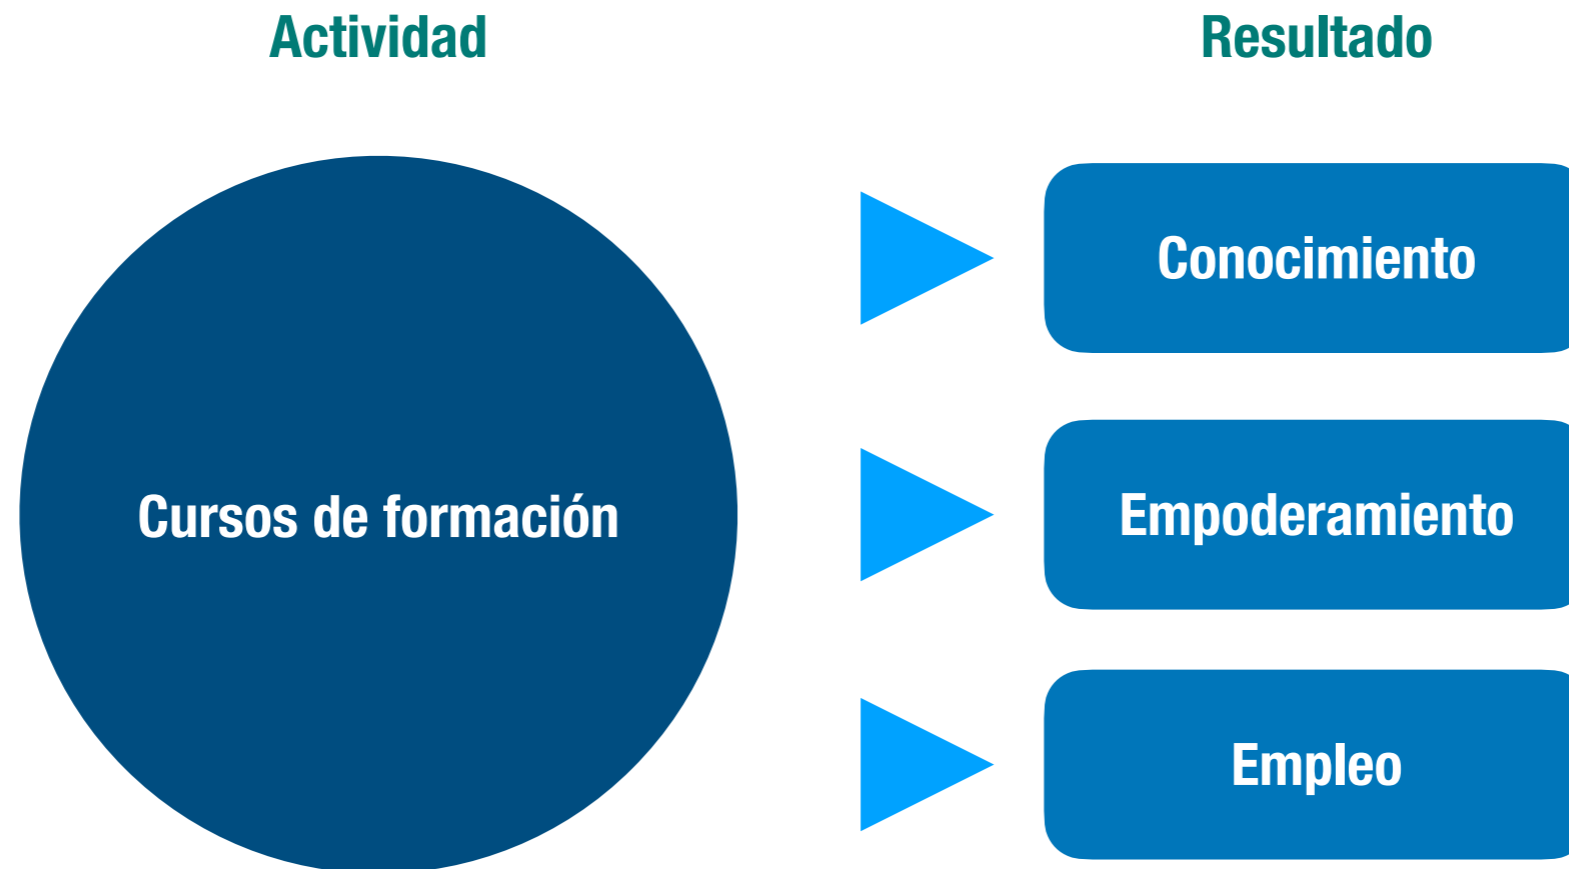 Actividad
Resultado
Conocimiento
Cursos de formación
Empoderamiento
Empleo